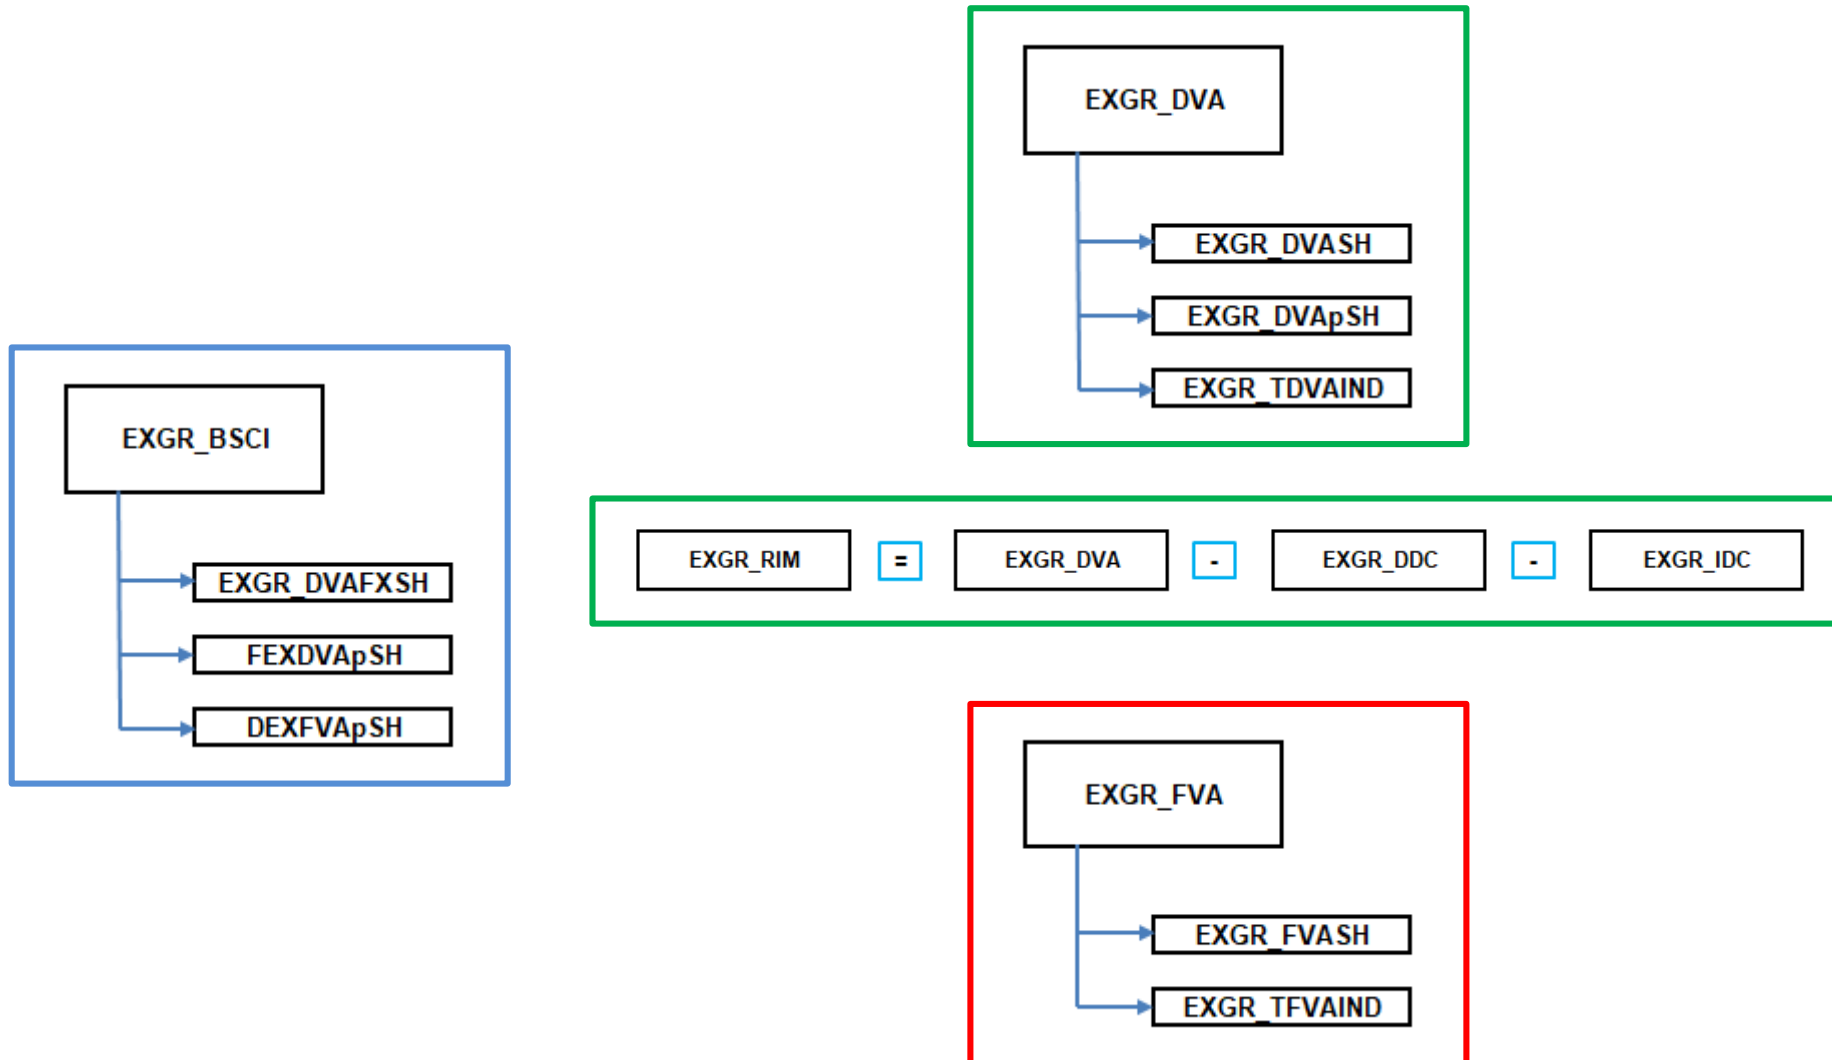 EXGR_DVA
EXGR_DVASH
EXGR_DVApSH
EXGR_TDVAIND
EXGR_BSCI
EXGR_DVAFXSH
FEXDVApSH
DEXFVApSH
EXGR_RIM = EXGR_DVA - EXGR_DDC - EXGR_IDC
EXGR_FVA
EXGR_FVASH
EXGR_TFVAIND